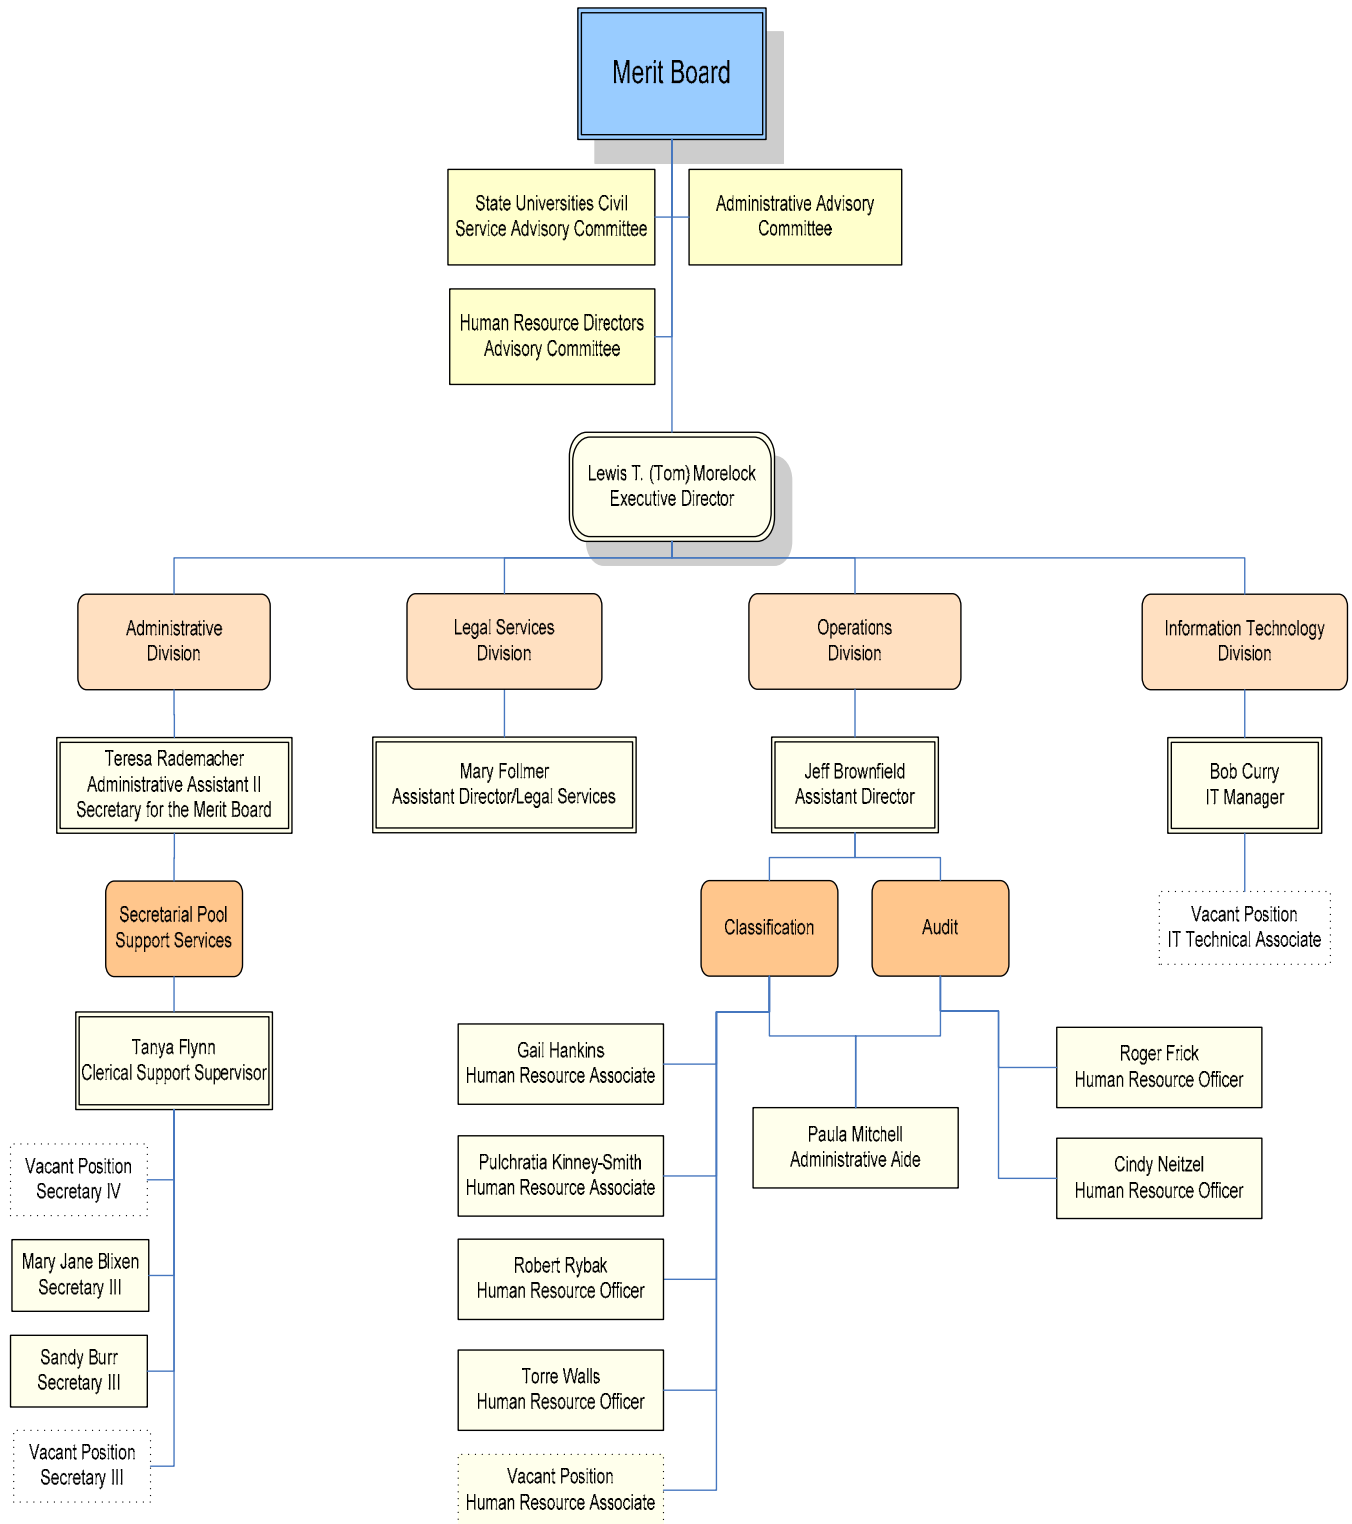 Merit Board
State Universities Civil
Service Advisory Committee
Administrative Advisory
Committee
Human Resource Directors
Advisory Committee
Lewis T. (Tom) Morelock
Executive Director
Administrative
Division
Legal Services
Division
Operations
Division
Information Technology
Division
Teresa Rademacher
Administrative Assistant II
Secretary for the Merit Board
Mary Follmer
Assistant Director/Legal Services
Jeff Brownfield
Assistant Director
Bob Curry
IT Manager
Secretarial Pool
Support Services
Classification
Audit
Vacant Position
IT Technical Associate
Tanya Flynn
Clerical Support Supervisor
Gail Hankins
Human Resource Associate
Roger Frick
Human Resource Officer
Paula Mitchell
Administrative Aide
Vacant Position
Secretary IV
Pulchratia Kinney-Smith
Human Resource Associate
Cindy Neitzel
Human Resource Officer
Mary Jane Blixen
Secretary III
Robert Rybak
Human Resource Officer
Sandy Burr
Secretary III
Torre Walls
Human Resource Officer
Vacant Position
Secretary III
Vacant Position
Human Resource Associate